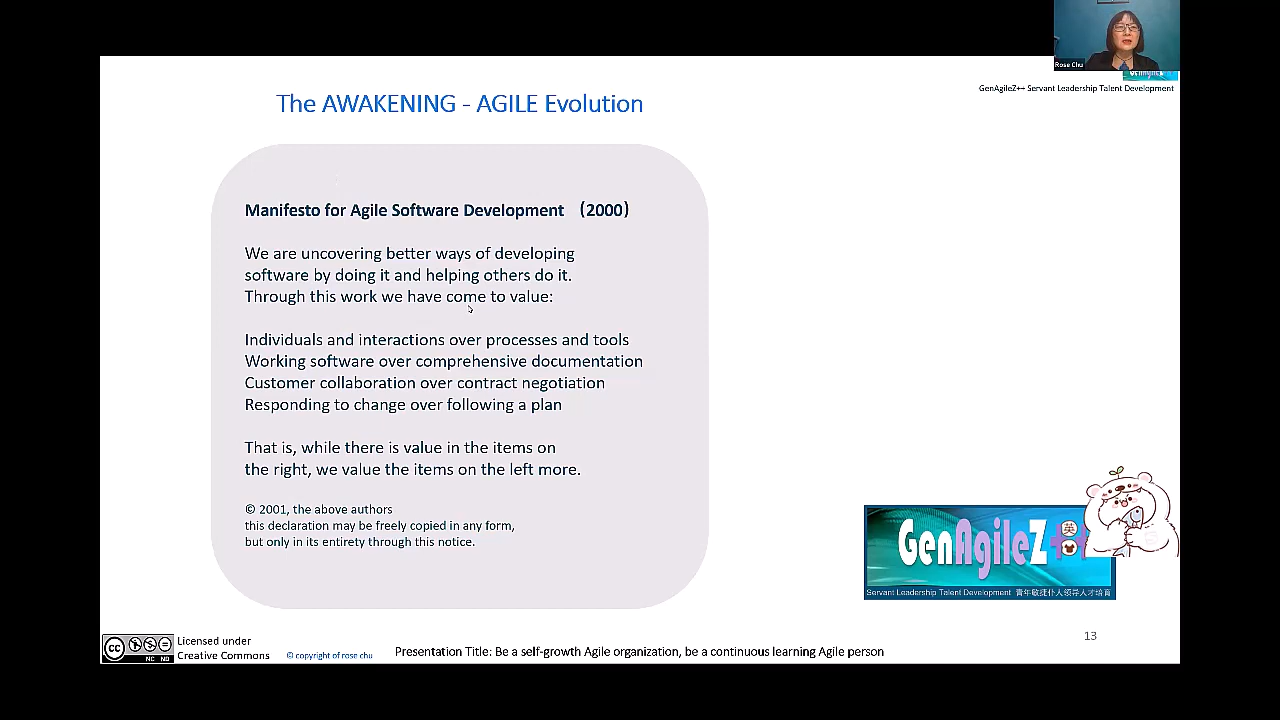 Rose Chu
GenAgileZ++ Servant Leadership Talent Development
The AWAKENING - AGILE Evolution
Manifesto for Agile Software Development （2000）
We are uncovering better ways of developing
software by doing it and helping others do it.
Through this work we have come to value:
Individuals and interactions over processes and tools
Working software over comprehensive documentation
Customer collaboration over contract negotiation
Responding to change over following a plan
That is, while there is value in the items on
the right, we value the items on the left more.
© 2001, the above authors
this declaration may be freely copied in any form,
but only in its entirety through this notice.
GenAgileZ++
英
Servant Leadership Talent Development 青年敏捷仆人领导人才培育
13
cc
NC ND
Licensed under
Creative Commons
© copyright of rose chu
Presentation Title: Be a self-growth Agile organization, be a continuous learning Agile person